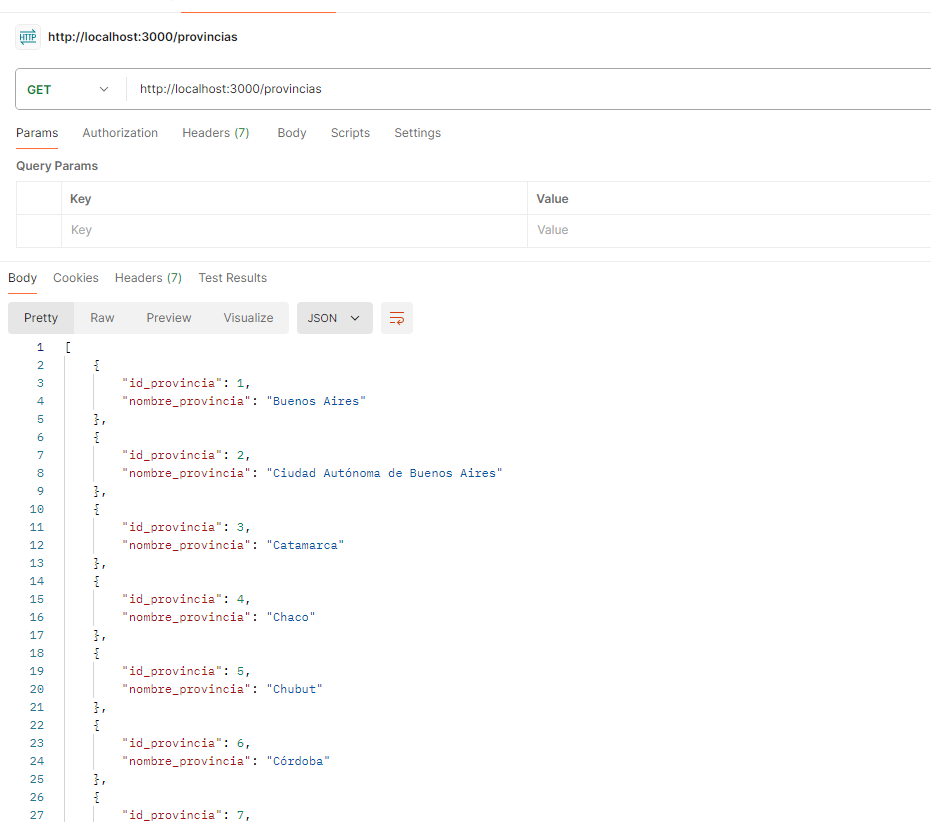 HTTP http://localhost:3000/provincias
GET http://localhost:3000/provincias
Params Authorization Headers (7) Body Scripts Settings
Query Params
Key Value
Key Value
Body Cookies Headers (7) Test Results
Pretty Raw Preview Visualize JSON
1 [
2 {
3 "id_provincia": 1,
4 "nombre_provincia": "Buenos Aires"
5 },
6 {
7 "id_provincia": 2,
8 "nombre_provincia": "Ciudad Autónoma de Buenos Aires"
9 },
10 {
11 "id_provincia": 3,
12 "nombre_provincia": "Catamarca"
13 },
14 {
15 "id_provincia": 4,
16 "nombre_provincia": "Chaco"
17 },
18 {
19 "id_provincia": 5,
20 "nombre_provincia": "Chubut"
21 },
22 {
23 "id_provincia": 6,
24 "nombre_provincia": "Córdoba"
25 },
26 {
27 "id_provincia": 7,